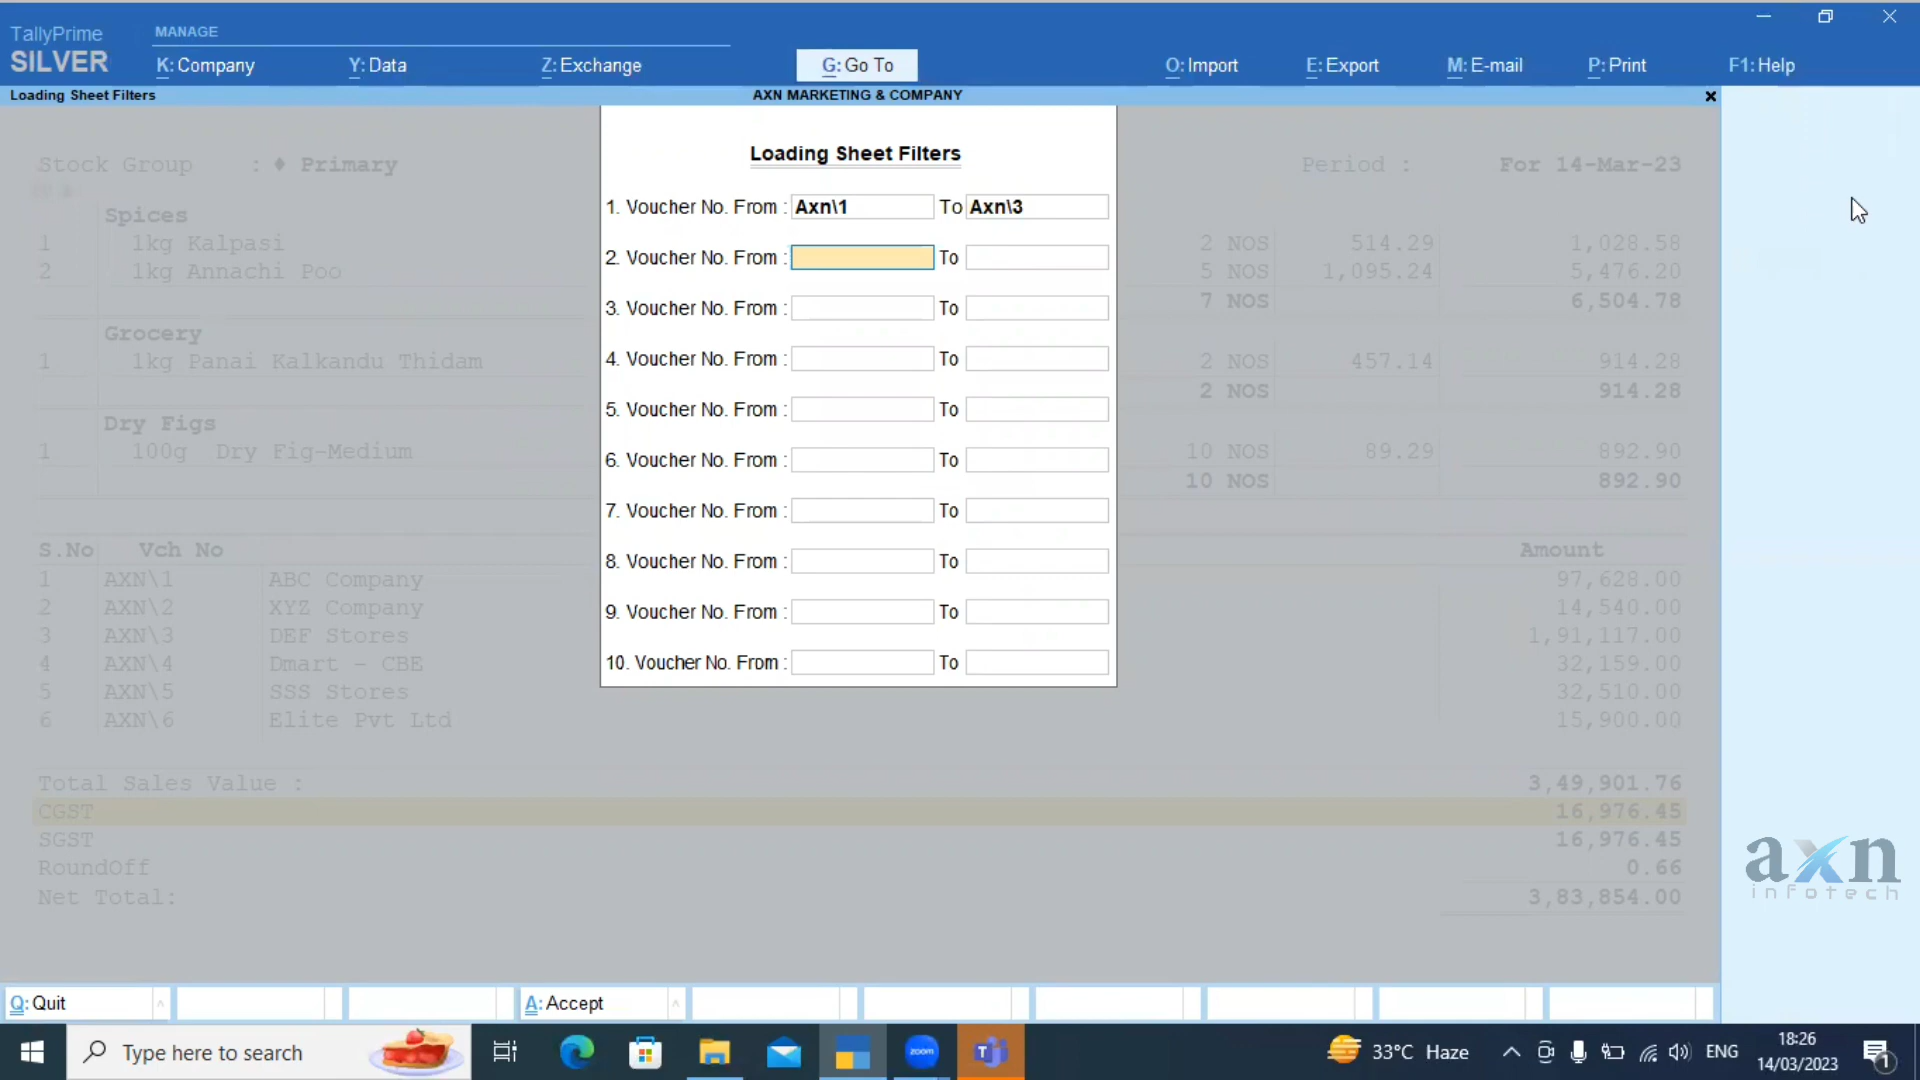 TallyPrime
SILVER
MANAGE
K: Company
Y: Data
Z: Exchange
G: Go To
O: Import
E: Export
M: E-mail
P: Print
F1: Help
Loading Sheet Filters
AXN MARKETING & COMPANY
Stock Group : ♦ Primary
Period : For 14-Mar-23
Spices
1 1kg Kalpasi 2 NOS 514.29 1,028.58
2 1kg Annachi Poo 5 NOS 1,095.24 5,476.20
7 NOS 6,504.78
Grocery
1 1kg Panai Kalkandu Thidam 2 NOS 457.14 914.28
2 NOS 914.28
Dry Figs
1 100g Dry Fig-Medium 10 NOS 89.29 892.90
10 NOS 892.90
S.No Vch No Amount
1 AXN\1 ABC Company 97,628.00
2 AXN\2 XYZ Company 14,540.00
3 AXN\3 DEF Stores 1,91,117.00
4 AXN\4 Dmart - CBE 32,159.00
5 AXN\5 SSS Stores 32,510.00
6 AXN\6 Elite Pvt Ltd 15,900.00
Total Sales Value : 3,49,901.76
CGST 16,976.45
SGST 16,976.45
RoundOff 0.66
Net Total: 3,83,854.00
Loading Sheet Filters
1. Voucher No. From : Axn\1 To Axn\3
2. Voucher No. From : To
3. Voucher No. From : To
4. Voucher No. From : To
5. Voucher No. From : To
6. Voucher No. From : To
7. Voucher No. From : To
8. Voucher No. From : To
9. Voucher No. From : To
10. Voucher No. From : To
axn
infotech
Q: Quit
A: Accept
Type here to search
zoom
33°C Haze
ENG
18:26
14/03/2023
1